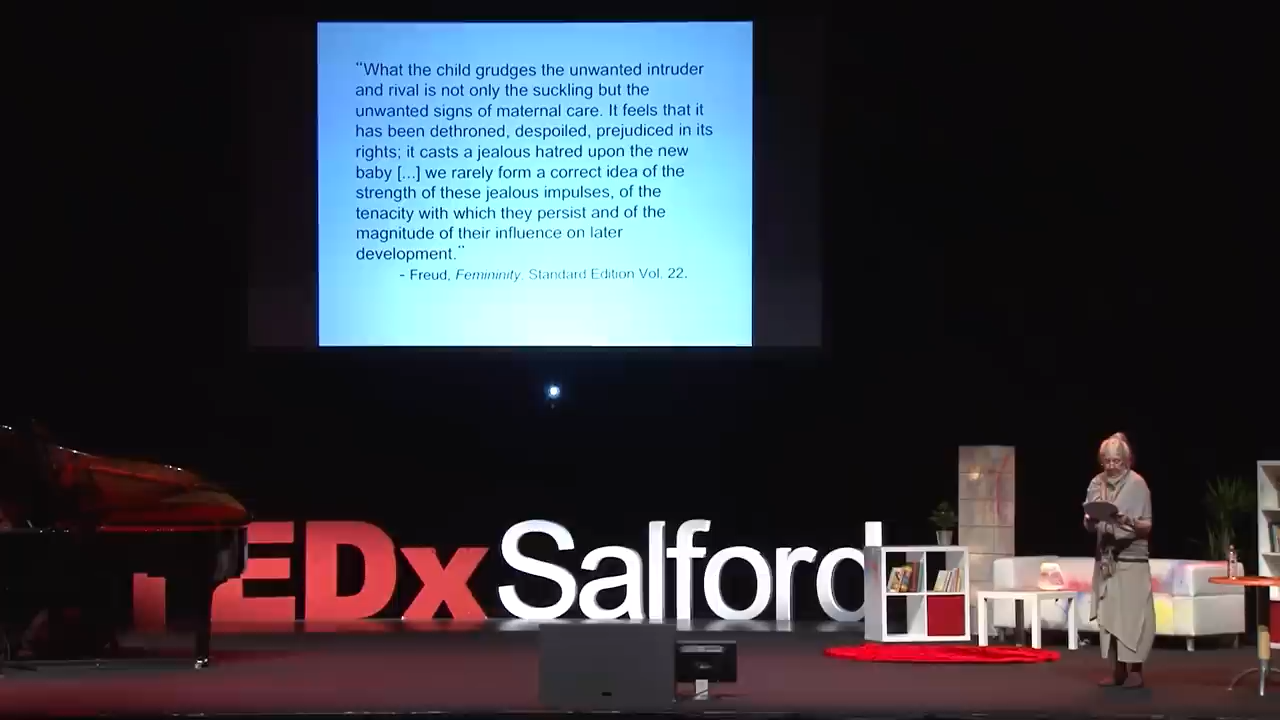 “What the child grudges the unwanted intruder
and rival is not only the suckling but the
unwanted signs of maternal care. It feels that it
has been dethroned, despoiled, prejudiced in its
rights; it casts a jealous hatred upon the new
baby [...] we rarely form a correct idea of the
strength of these jealous impulses, of the
tenacity with which they persist and of the
magnitude of their influence on later
development.¨
- Freud, Femininity. Standard Edition Vol. 22.
TEDxSalford